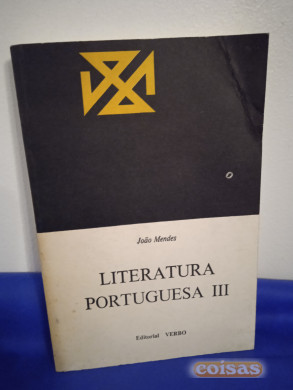 João Mendes
LITERATURA
PORTUGUESA III
Editorial VERBO
coisas